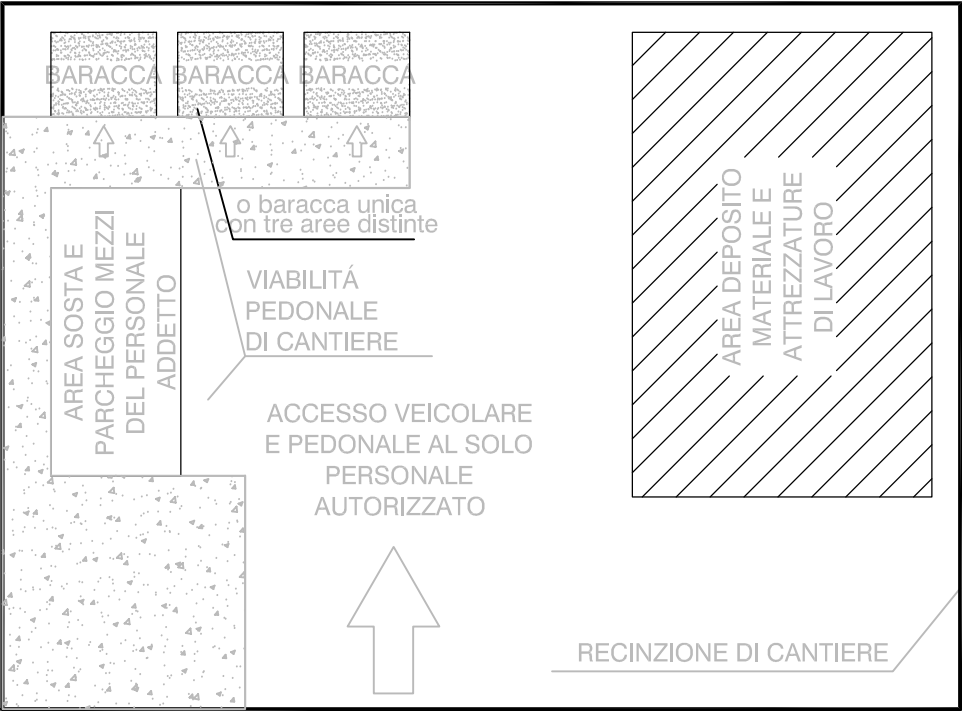 BARACCA
BARACCA
BARACCA
o baracca unica
con tre aree distinte
AREA SOSTA E
PARCHEGGIO MEZZI
DEL PERSONALE
ADDETTO
VIABILITÁ
PEDONALE
DI CANTIERE
AREA DEPOSITO
MATERIALE E
ATTREZZATURE
DI LAVORO
ACCESSO VEICOLARE
E PEDONALE AL SOLO
PERSONALE
AUTORIZZATO
RECINZIONE DI CANTIERE